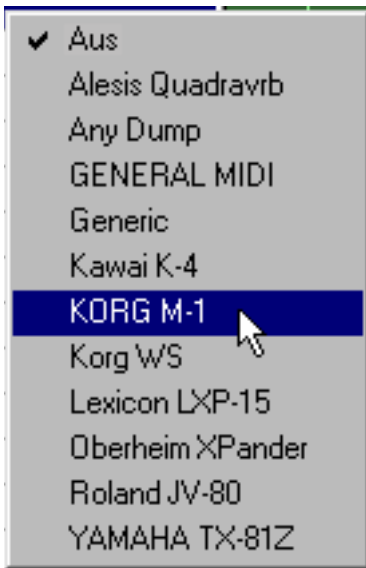 Aus
Alesis Quadravrb
Any Dump
GENERAL MIDI
Generic
Kawai K-4
KORG M-1
Korg WS
Lexicon LXP-15
Oberheim XPander
Roland JV-80
YAMAHA TX-81Z